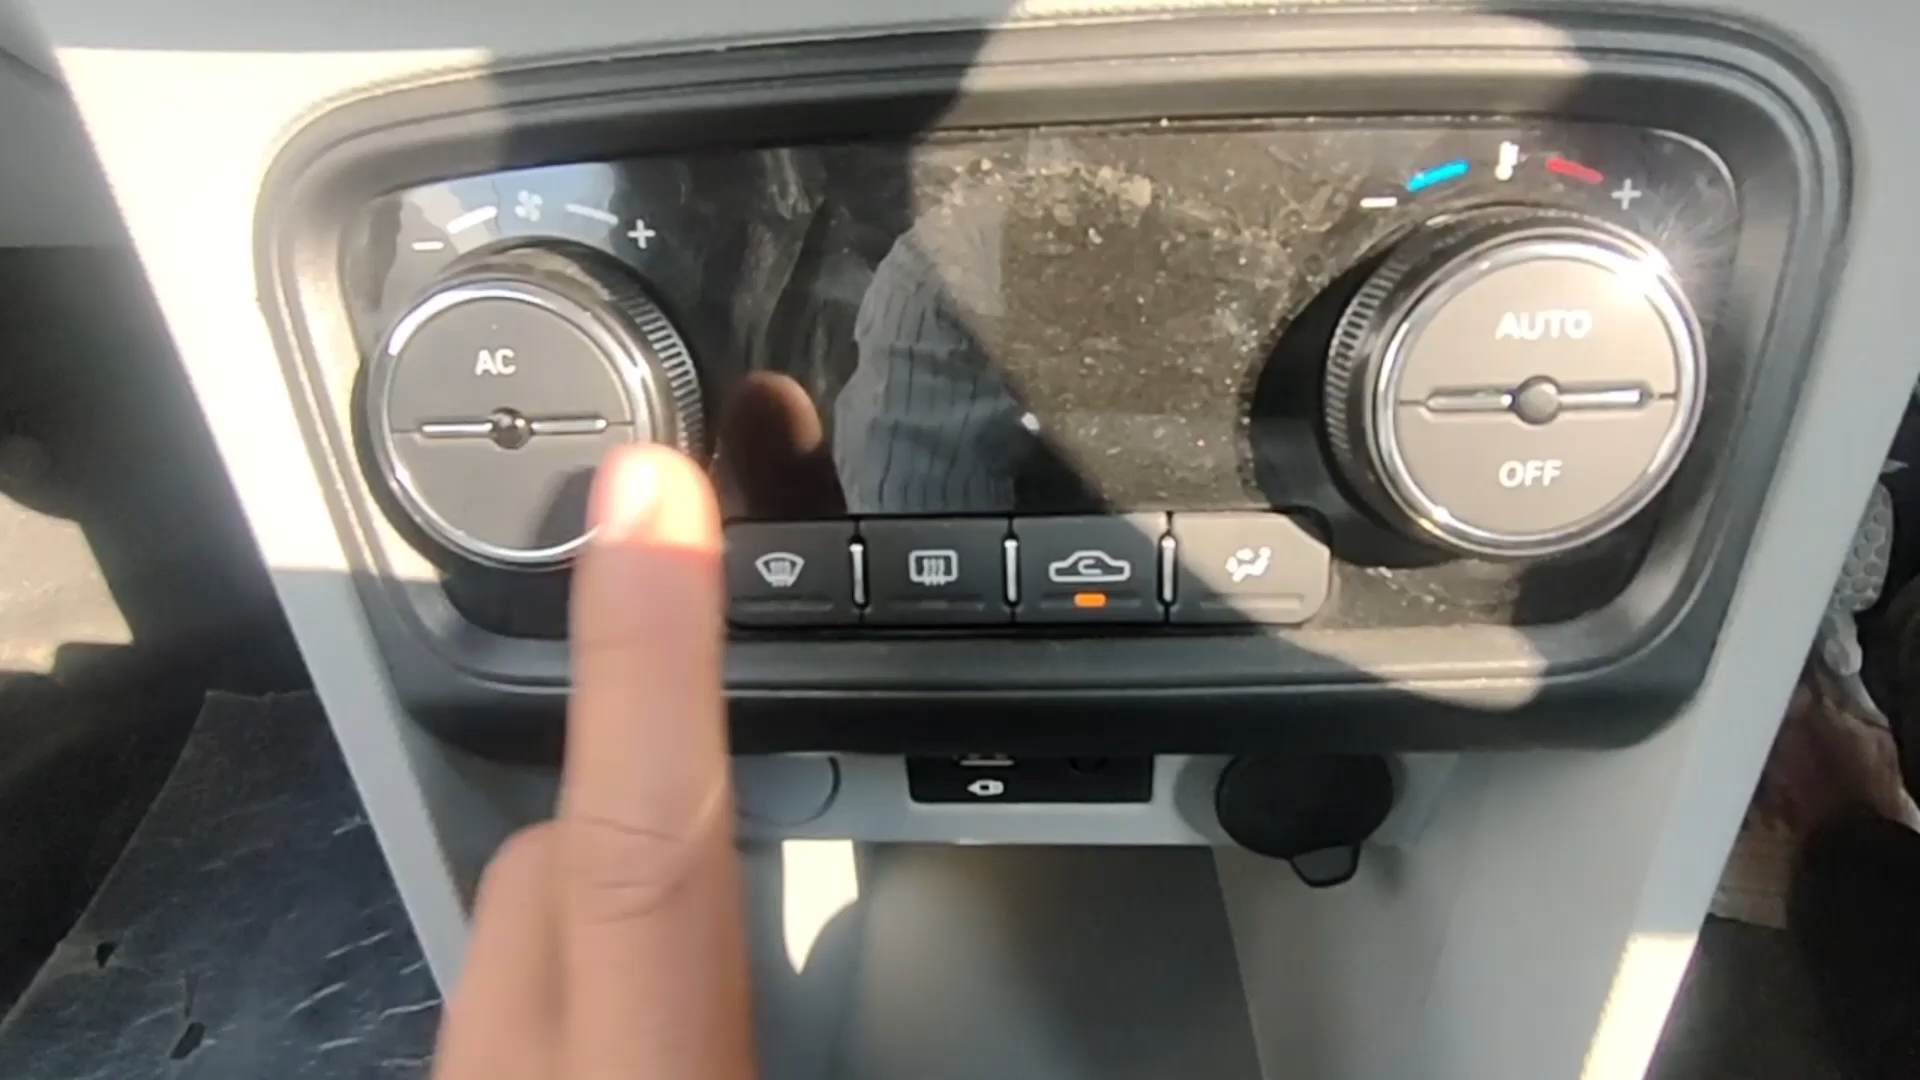 - +
- +
AC
AUTO
OFF